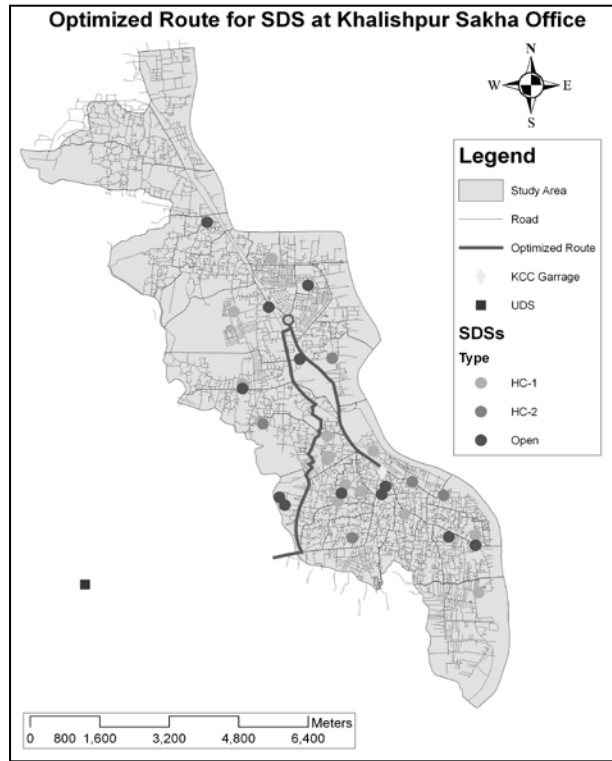 Optimized Route for SDS at Khalishpur Sakha Office
N
W E
S
Legend
Study Area
Road
Optimized Route
KCC Garrage
UDS
SDSs
Type
HC-1
HC-2
Open
Meters
0 800 1,600 3,200 4,800 6,400